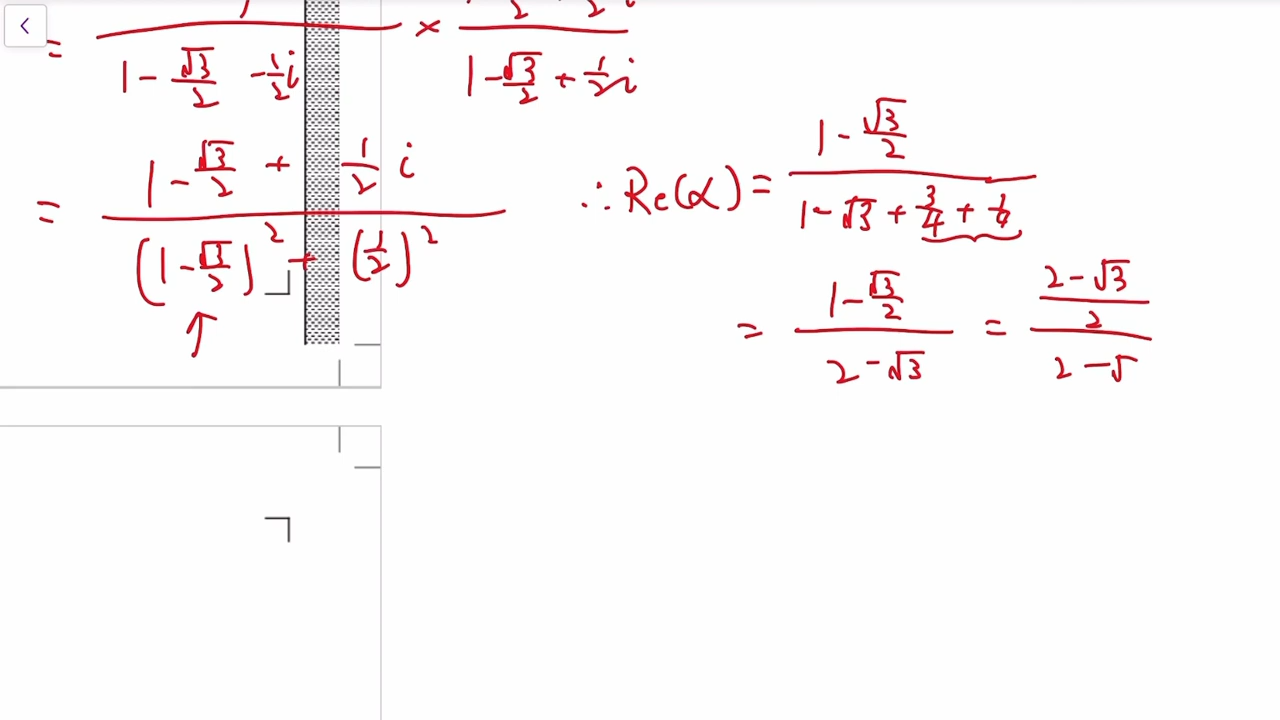 = 1/(1 - √3/2 - 1/2 i) × (1 - √3/2 + 1/2 i)
= (1 - √3/2 + 1/2 i)/((1 - √3/2)² + (1/2)²)
↑
∴ Re(α) = (1 - √3/2)/(1 - √3 + 3/4 + 1/4)
= (1 - √3/2)/(2 - √3) = ((2 - √3)/2)/(2 - √